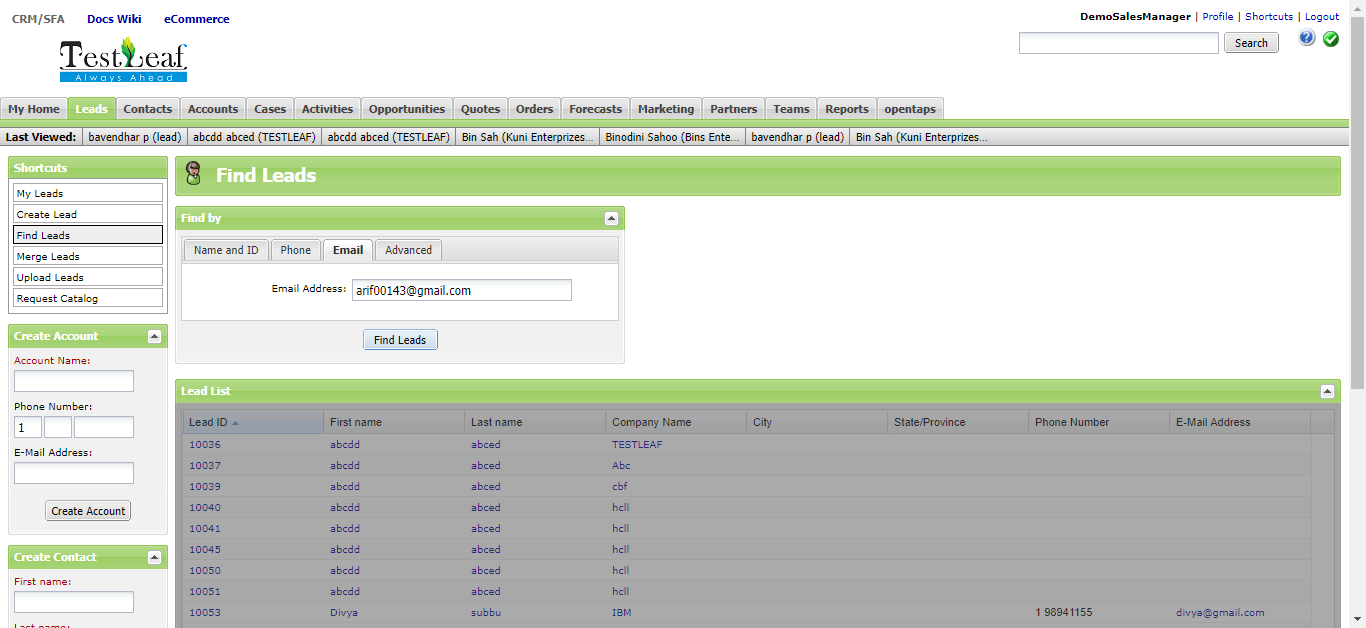 CRM/SFA Docs Wiki eCommerce
DemoSalesManager | Profile | Shortcuts | Logout
TestLeaf
Always Ahead
Search
My Home Leads Contacts Accounts Cases Activities Opportunities Quotes Orders Forecasts Marketing Partners Teams Reports opentaps
Last Viewed: bavendhar p (lead) abcdd abced (TESTLEAF) abcdd abced (TESTLEAF) Bin Sah (Kuni Enterprizes... Binodini Sahoo (Bins Ente... bavendhar p (lead) Bin Sah (Kuni Enterprizes...
Shortcuts
My Leads
Create Lead
Find Leads
Merge Leads
Upload Leads
Request Catalog
Create Account
Account Name:
Phone Number:
1
E-Mail Address:
Create Account
Create Contact
First name:
Last name:
Find Leads
Find by
Name and ID Phone Email Advanced
Email Address: arif00143@gmail.com
Find Leads
Lead List
Lead ID First name Last name Company Name City State/Province Phone Number E-Mail Address
10036 abcdd abced TESTLEAF
10037 abcdd abced Abc
10039 abcdd abced cbf
10040 abcdd abced hcll
10041 abcdd abced hcll
10045 abcdd abced hcll
10050 abcdd abced hcll
10051 abcdd abced hcll
10053 Divya subbu IBM 1 98941155 divya@gmail.com